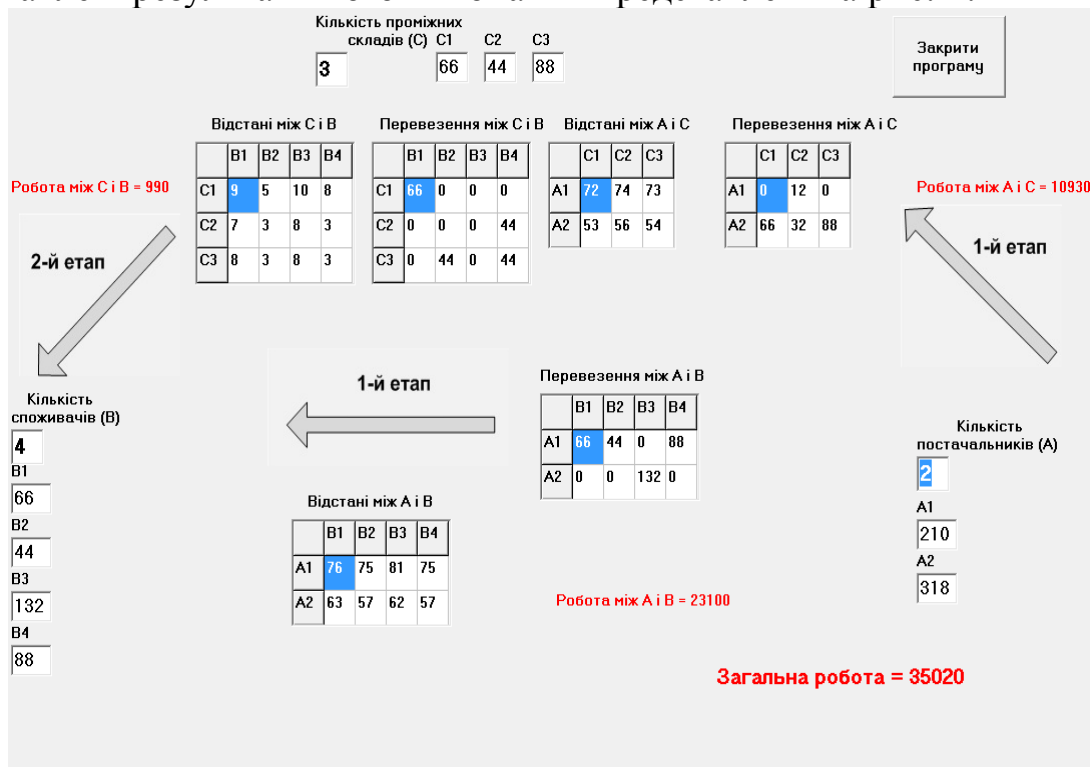 Кількість проміжних
складів (C) C1 C2 C3
3 66 44 88
Закрити
програму
Відстані між C і B
B1 B2 B3 B4
C1 9 5 10 8
C2 7 3 8 3
C3 8 3 8 3
Перевезення між C і B
B1 B2 B3 B4
C1 66 0 0 0
C2 0 0 0 44
C3 0 44 0 44
Відстані між A і C
C1 C2 C3
A1 72 74 73
A2 53 56 54
Перевезення між A і C
C1 C2 C3
A1 0 12 0
A2 66 32 88
Робота між C і B = 990
Робота між A і C = 10930
2-й етап
1-й етап
1-й етап
Перевезення між A і B
B1 B2 B3 B4
A1 66 44 0 88
A2 0 0 132 0
Кількість
споживачів (B)
4
B1
66
B2
44
B3
132
B4
88
Відстані між A і B
B1 B2 B3 B4
A1 76 75 81 75
A2 63 57 62 57
Кількість
постачальників (A)
2
A1
210
A2
318
Робота між A і B = 23100
Загальна робота = 35020